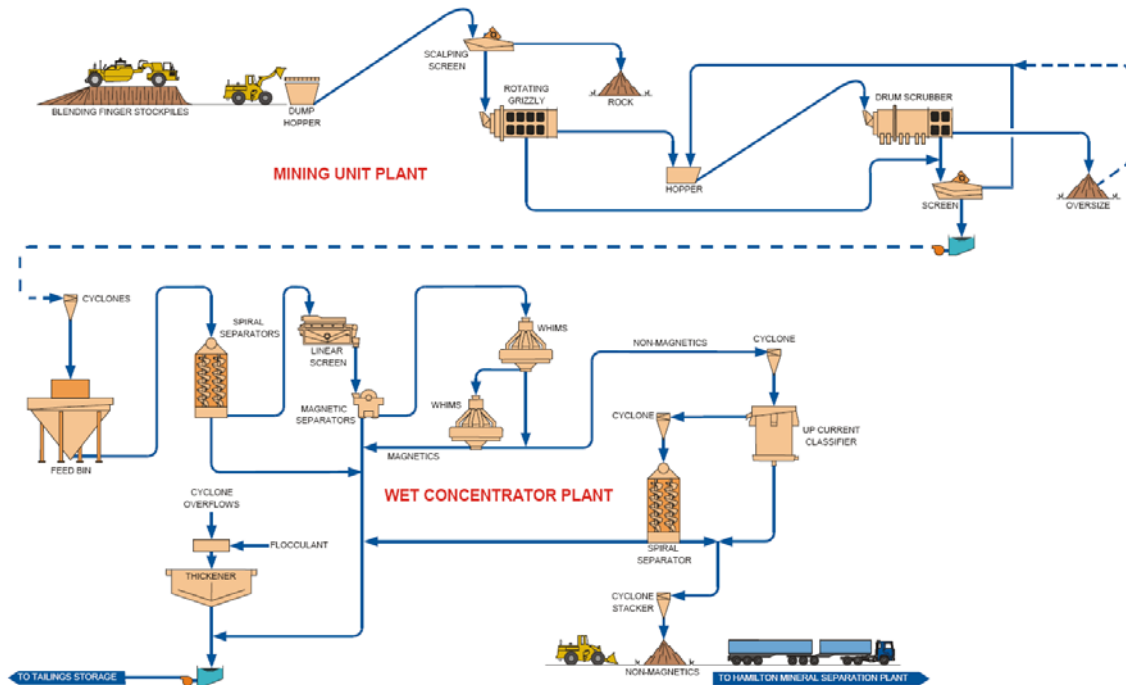 SCALPING
SCREEN
ROTATING
GRIZZLY
ROCK
DRUM SCRUBBER
BLENDING FINGER STOCKPILES
DUMP
HOPPER
MINING UNIT PLANT
HOPPER
SCREEN
OVERSIZE
CYCLONES
SPIRAL
SEPARATORS
LINEAR
SCREEN
WHIMS
NON-MAGNETICS
CYCLONE
MAGNETIC
SEPARATORS
WHIMS
CYCLONE
UP CURRENT
CLASSIFIER
FEED BIN
MAGNETICS
WET CONCENTRATOR PLANT
CYCLONE
OVERFLOWS
FLOCCULANT
SPIRAL
SEPARATOR
THICKENER
CYCLONE
STACKER
NON-MAGNETICS
TO TAILINGS STORAGE
TO HAMILTON MINERAL SEPARATION PLANT